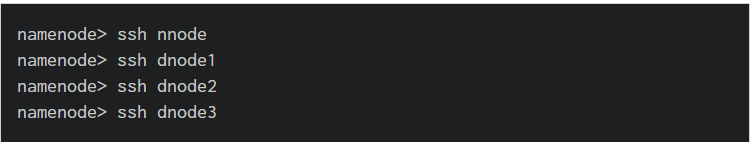 namenode> ssh nnode
namenode> ssh dnode1
namenode> ssh dnode2
namenode> ssh dnode3